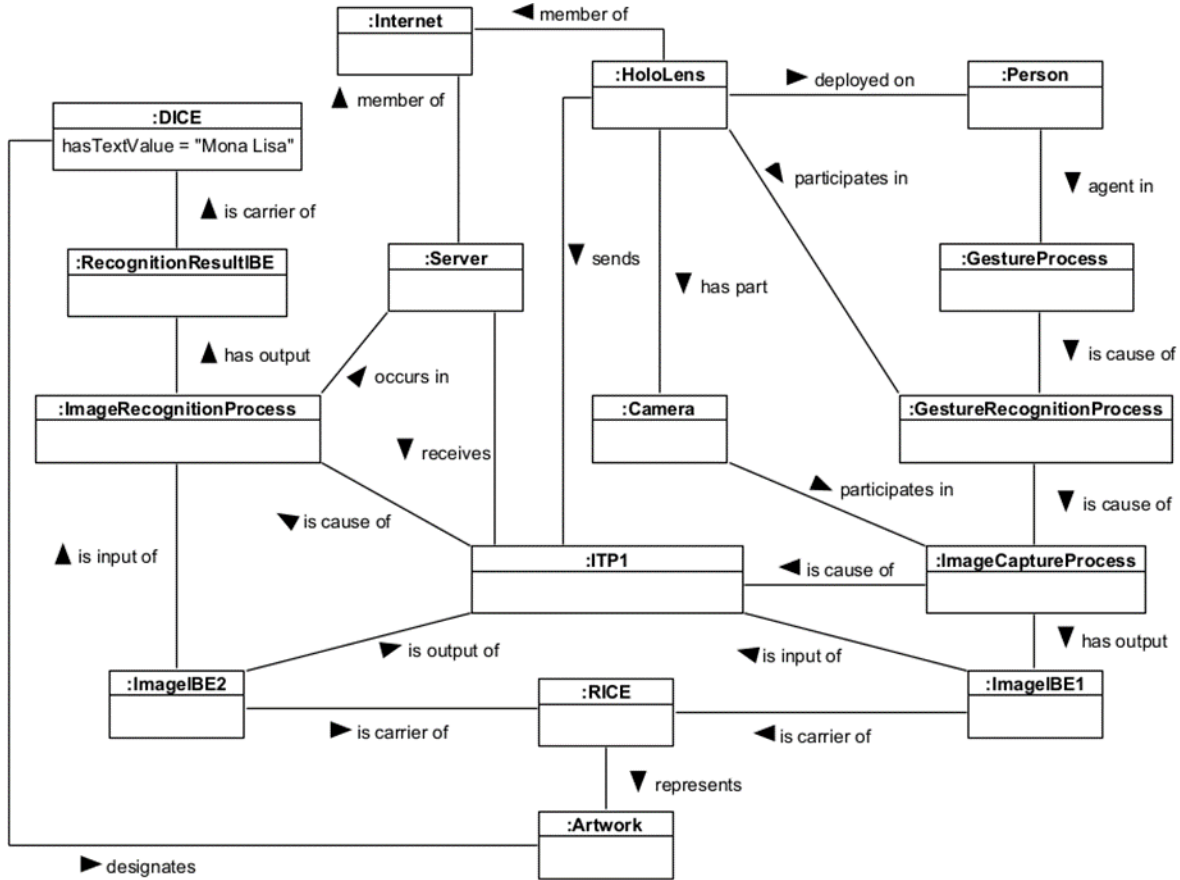 :Internet
member of
:HoloLens
deployed on
:Person
member of
:DICE
hasTextValue = "Mona Lisa"
participates in
agent in
is carrier of
:RecognitionResultIBE
:Server
sends
has part
:GestureProcess
has output
occurs in
is cause of
:ImageRecognitionProcess
:Camera
:GestureRecognitionProcess
receives
participates in
is cause of
is cause of
is input of
:ITP1
is cause of
:ImageCaptureProcess
is output of
is input of
has output
:ImageIBE2
:RICE
:ImageIBE1
is carrier of
is carrier of
represents
:Artwork
designates